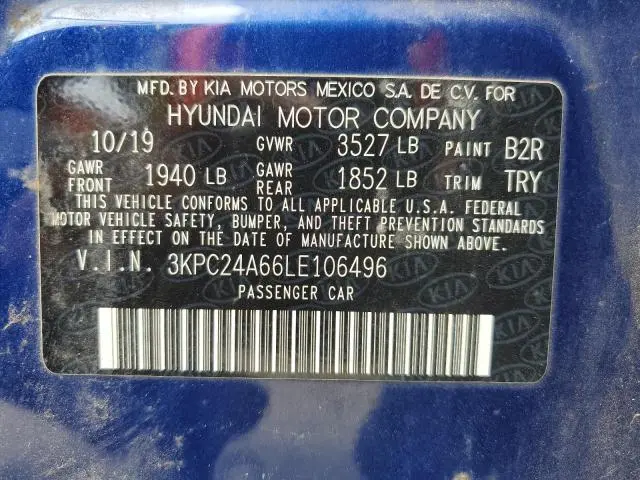 MFD. BY KIA MOTORS MEXICO S.A. DE C.V. FOR
HYUNDAI MOTOR COMPANY
10/19 GVWR 3527 LB PAINT B2R
GAWR FRONT 1940 LB GAWR REAR 1852 LB TRIM TRY
THIS VEHICLE CONFORMS TO ALL APPLICABLE U.S.A. FEDERAL
MOTOR VEHICLE SAFETY, BUMPER, AND THEFT PREVENTION STANDARDS
IN EFFECT ON THE DATE OF MANUFACTURE SHOWN ABOVE.
V.I.N. 3KPC24A66LE106496
PASSENGER CAR